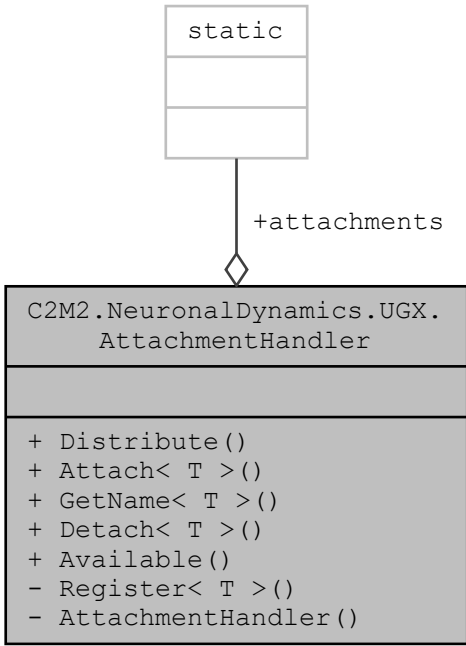 static
+attachments
C2M2.NeuronalDynamics.UGX.
AttachmentHandler
+ Distribute()
+ Attach< T >()
+ GetName< T >()
+ Detach< T >()
+ Available()
- Register< T >()
- AttachmentHandler()